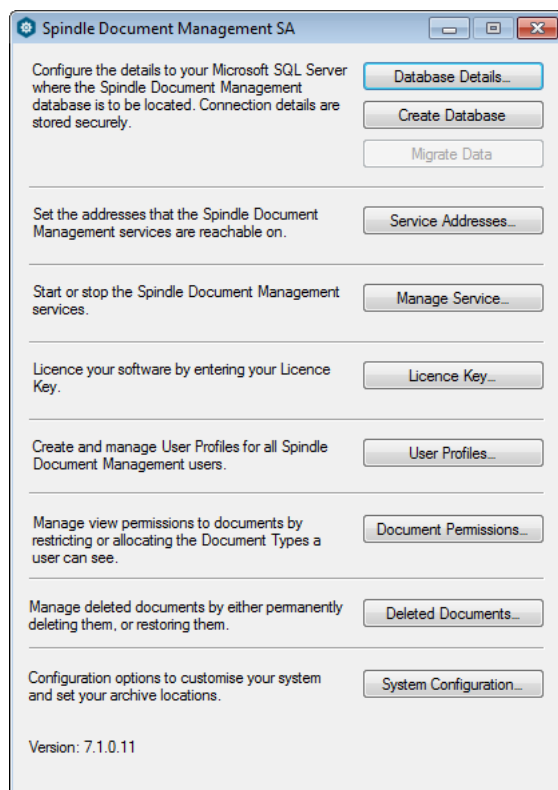 Spindle Document Management SA
Configure the details to your Microsoft SQL Server
where the Spindle Document Management
database is to be located. Connection details are
stored securely.
Database Details...
Create Database
Migrate Data
Set the addresses that the Spindle Document
Management services are reachable on.
Service Addresses...
Start or stop the Spindle Document Management
services.
Manage Service...
Licence your software by entering your Licence
Key.
Licence Key...
Create and manage User Profiles for all Spindle
Document Management users.
User Profiles...
Manage view permissions to documents by
restricting or allocating the Document Types a
user can see.
Document Permissions...
Manage deleted documents by either permanently
deleting them, or restoring them.
Deleted Documents...
Configuration options to customise your system
and set your archive locations.
System Configuration...
Version: 7.1.0.11